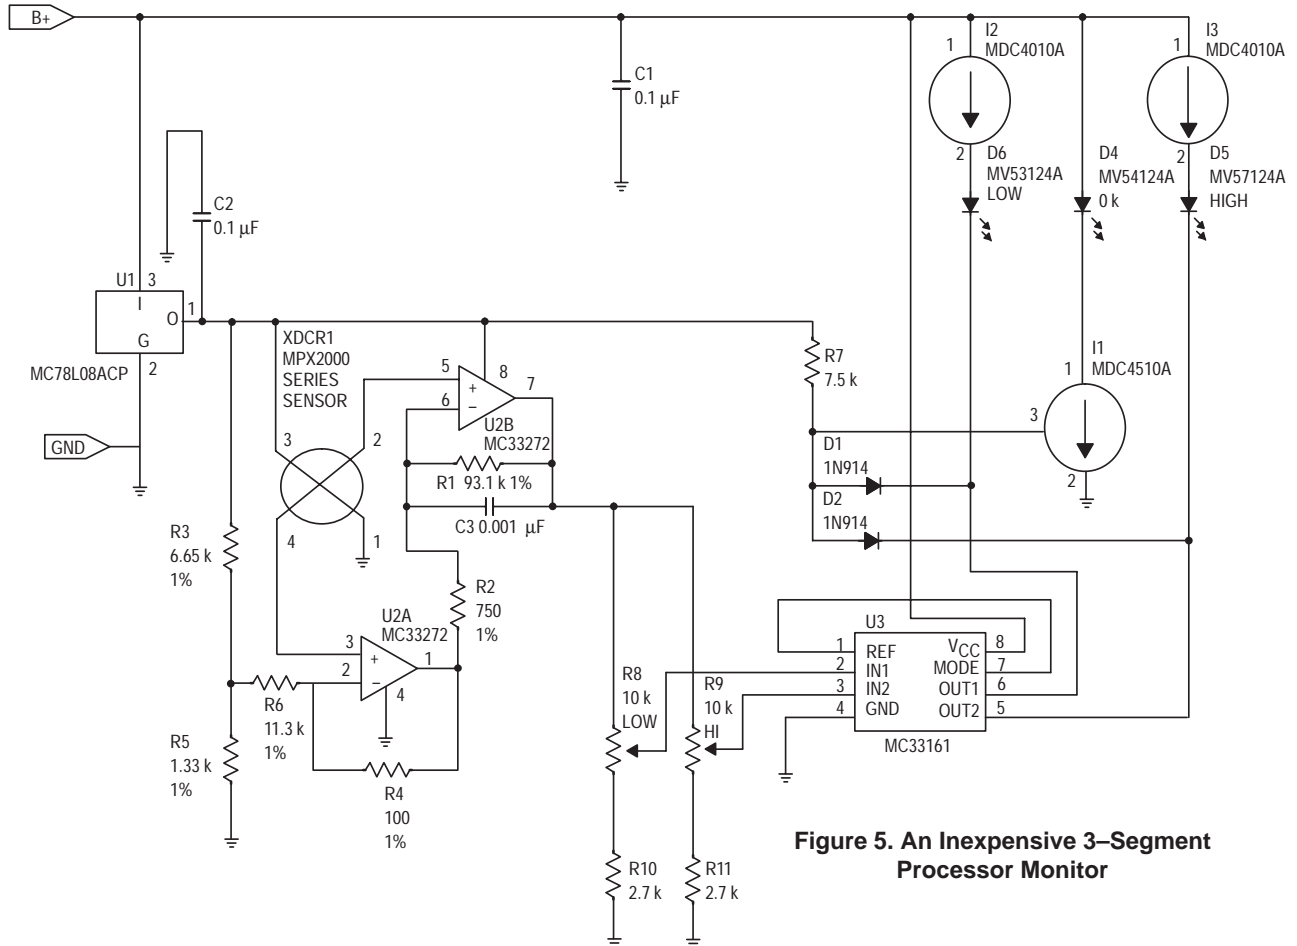 B+
I2
MDC4010A
1
2
I3
MDC4010A
1
2
C1
0.1 µF
D6
MV53124A
LOW
D4
MV54124A
0 k
D5
MV57124A
HIGH
C2
0.1 µF
U1
3
I
O
1
G
2
MC78L08ACP
GND
XDCR1
MPX2000
SERIES
SENSOR
3
2
4
1
5
6
+
–
8
7
U2B
MC33272
R1 93.1 k 1%
C3 0.001 µF
R7
7.5 k
I1
MDC4510A
1
3
2
D1
1N914
D2
1N914
R3
6.65 k
1%
R2
750
1%
U2A
MC33272
3
2
+
–
1
4
R6
11.3 k
1%
R5
1.33 k
1%
R4
100
1%
R8
10 k
LOW
R9
10 k
HI
R10
2.7 k
R11
2.7 k
U3
1
2
3
4
REF
IN1
IN2
GND
VCC
MODE
OUT1
OUT2
8
7
6
5
MC33161
Figure 5. An Inexpensive 3–Segment
Processor Monitor